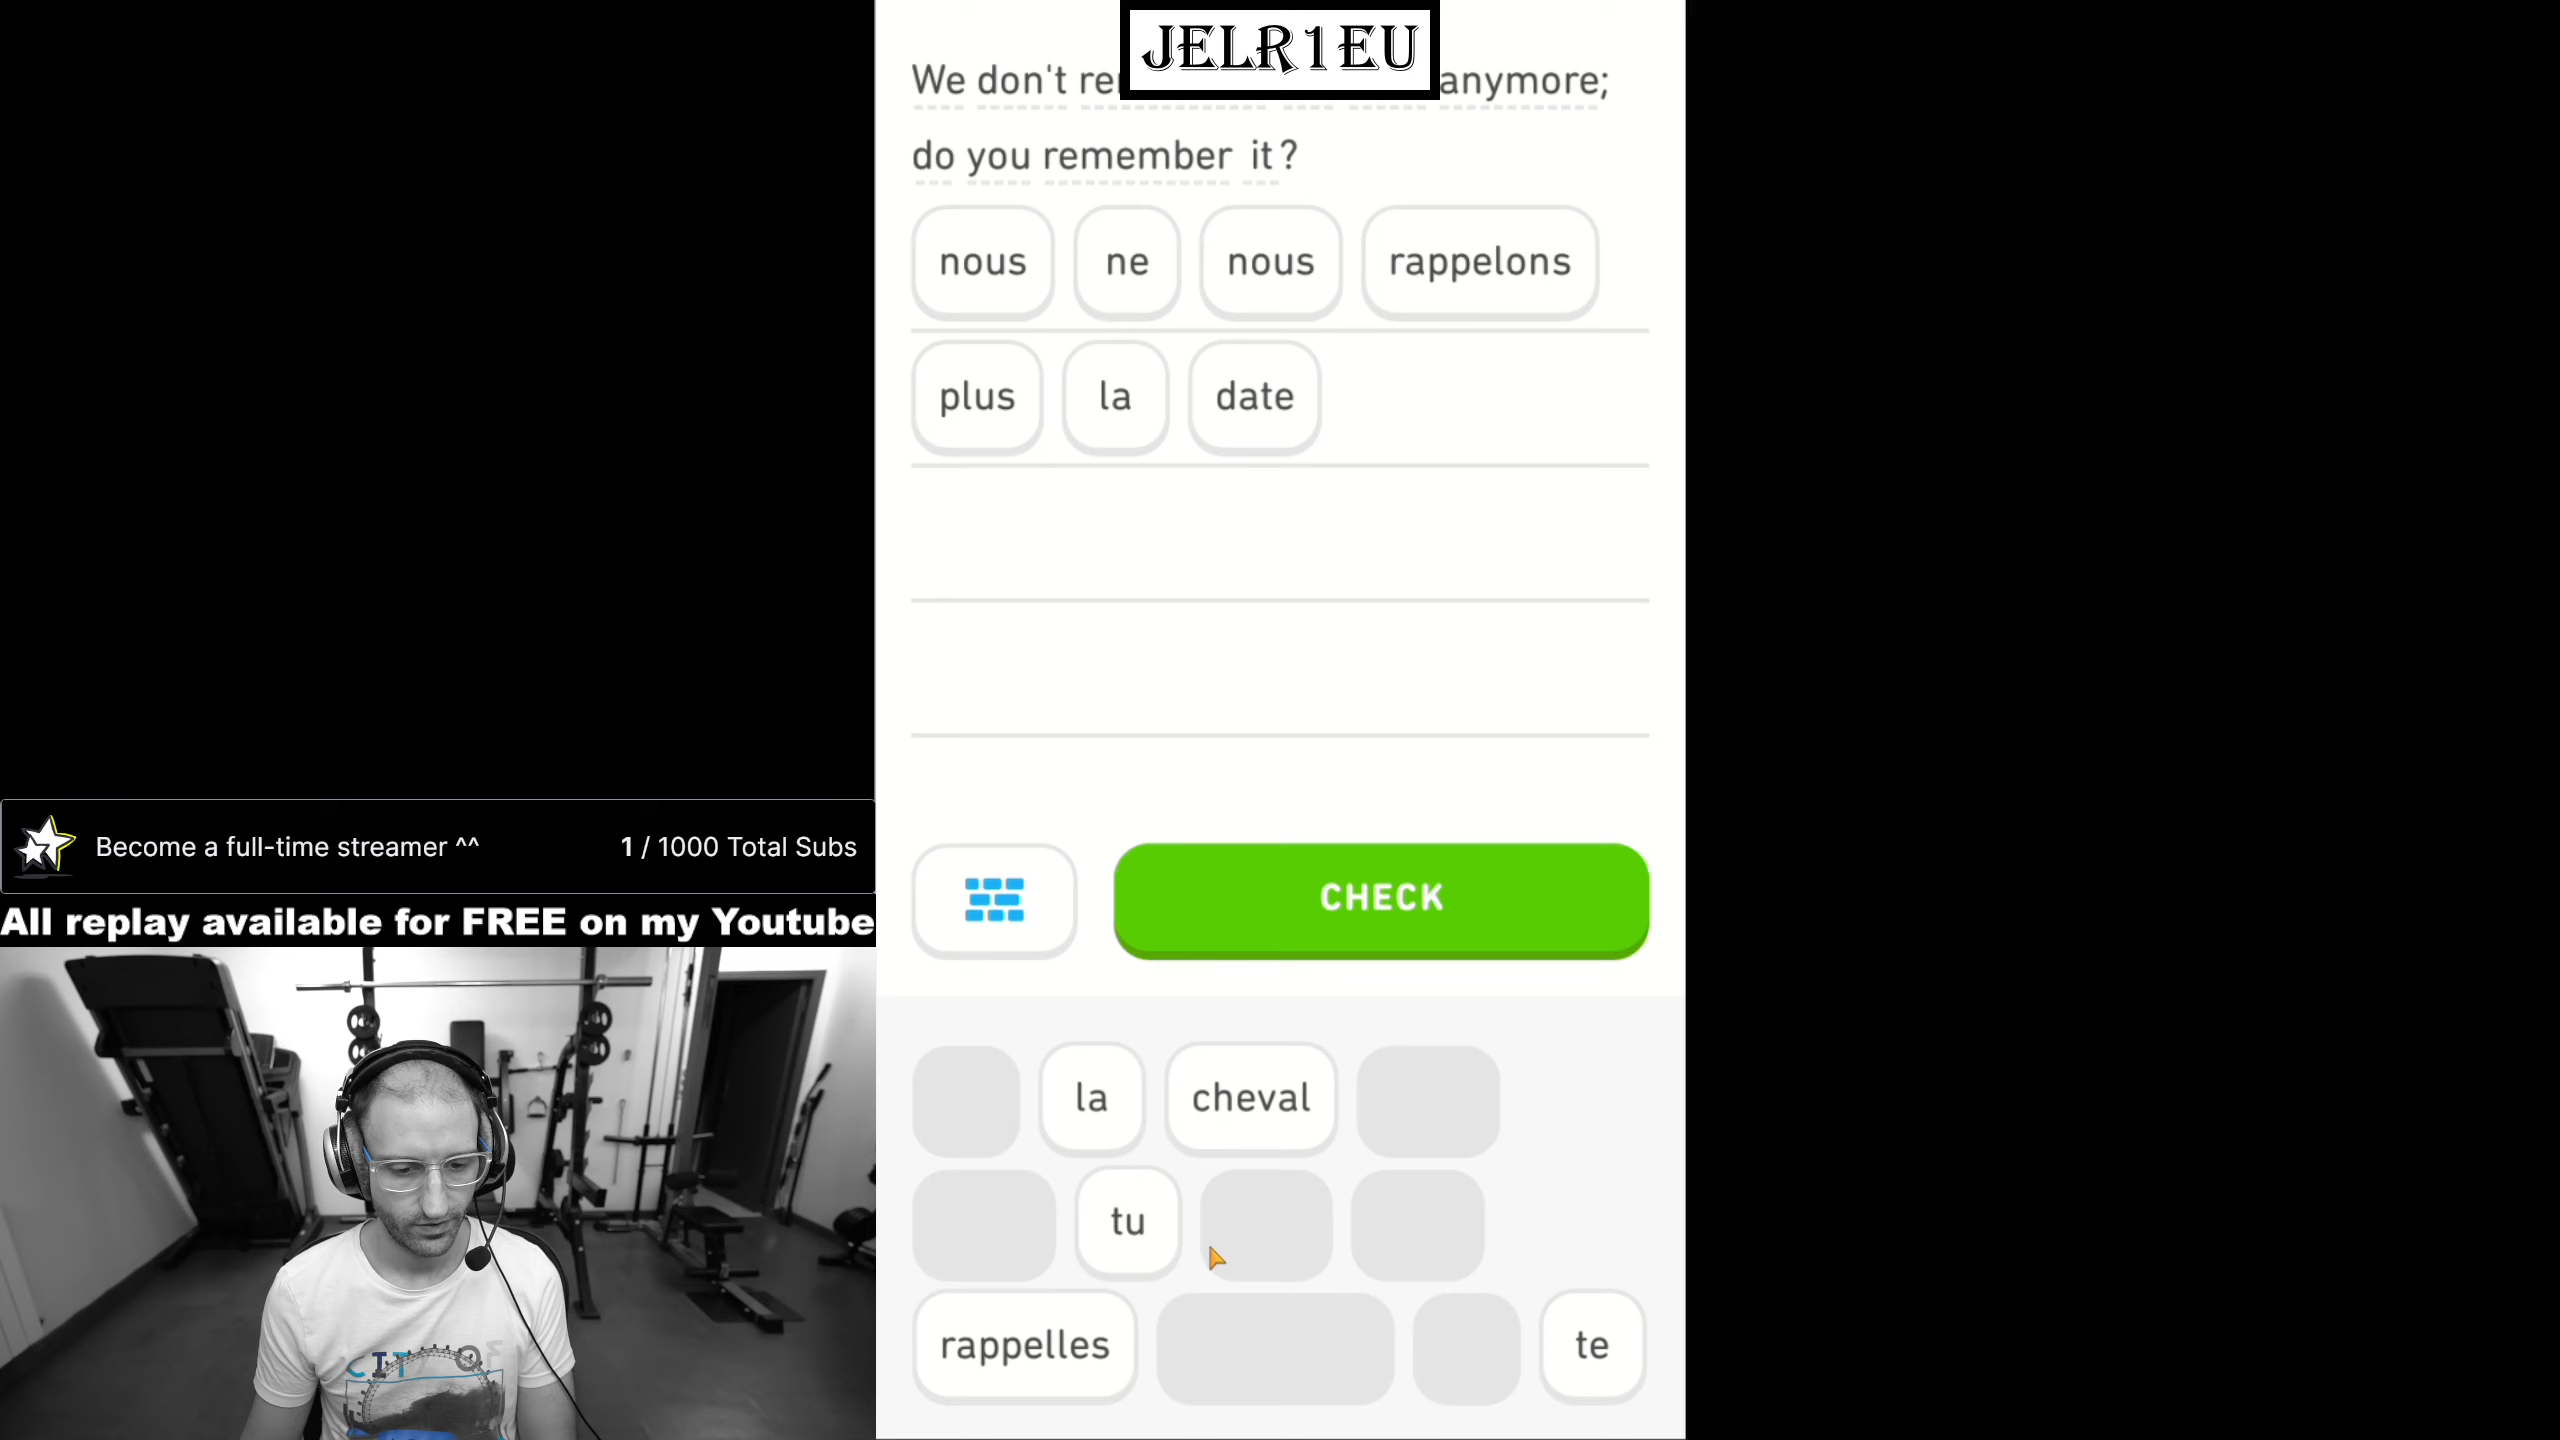 JELR1EU
We don't re anymore;
do you remember it?
nous ne nous rappelons
plus la date
Become a full-time streamer ^^ 1 / 1000 Total Subs
CHECK
All replay available for FREE on my Youtube
la cheval
tu
rappelles te
CIT OF